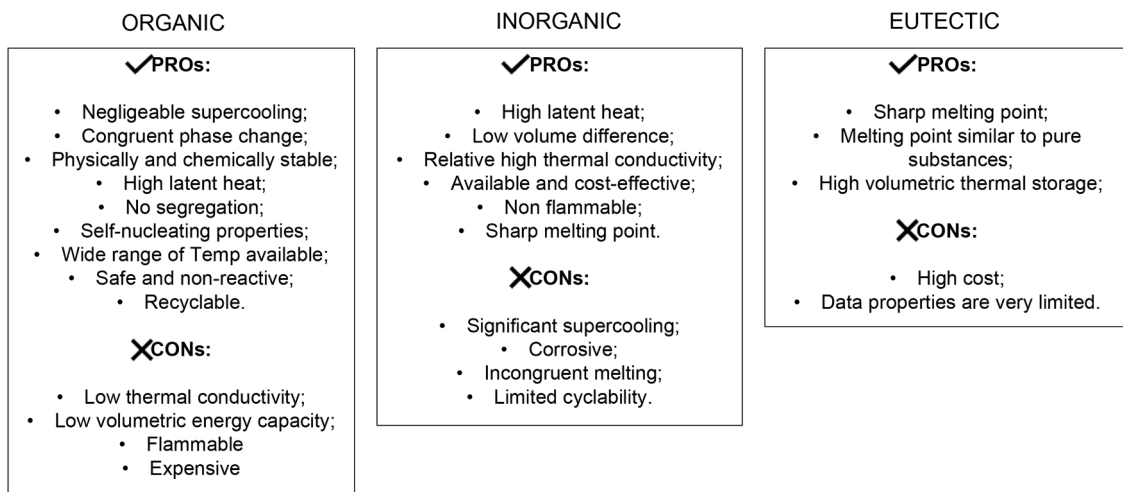 ORGANIC
✓PROs:
• Negligeable supercooling;
• Congruent phase change;
• Physically and chemically stable;
• High latent heat;
• No segregation;
• Self-nucleating properties;
• Wide range of Temp available;
• Safe and non-reactive;
• Recyclable.
✕CONs:
• Low thermal conductivity;
• Low volumetric energy capacity;
• Flammable
• Expensive
INORGANIC
✓PROs:
• High latent heat;
• Low volume difference;
• Relative high thermal conductivity;
• Available and cost-effective;
• Non flammable;
• Sharp melting point.
✕CONs:
• Significant supercooling;
• Corrosive;
• Incongruent melting;
• Limited cyclability.
EUTECTIC
✓PROs:
• Sharp melting point;
• Melting point similar to pure
substances;
• High volumetric thermal storage;
✕CONs:
• High cost;
• Data properties are very limited.